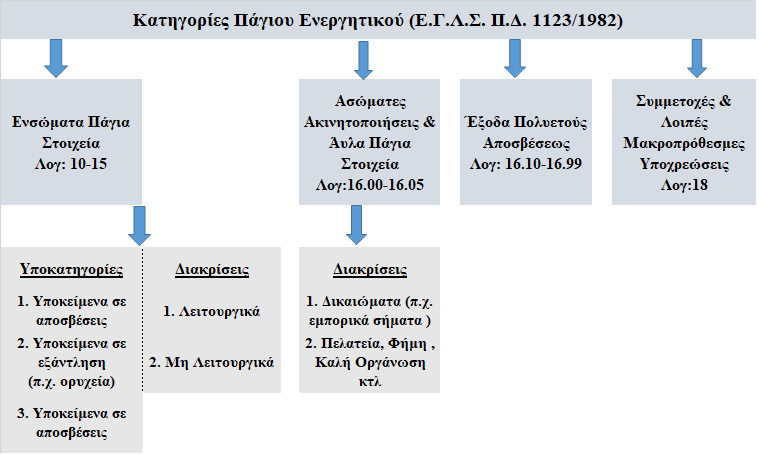 Κατηγορίες Πάγιου Ενεργητικού (Ε.Γ.Λ.Σ. Π.Δ. 1123/1982)
Ενσώματα Πάγια
Στοιχεία
Λογ: 10-15
Ασώματες
Ακινητοποιήσεις &
Άυλα Πάγια
Στοιχεία
Λογ:16.00-16.05
Έξοδα Πολυετούς
Αποσβέσεως
Λογ: 16.10-16.99
Συμμετοχές &
Λοιπές
Μακροπρόθεσμες
Υποχρεώσεις
Λογ:18
Υποκατηγορίες
1. Υποκείμενα σε
αποσβέσεις
2. Υποκείμενα σε
εξάντληση
(π.χ. ορυχεία)
3. Υποκείμενα σε
αποσβέσεις
Διακρίσεις
1. Λειτουργικά
2. Μη Λειτουργικά
Διακρίσεις
1. Δικαιώματα (π.χ.
εμπορικά σήματα )
2. Πελατεία, Φήμη ,
Καλή Οργάνωση
κτλ